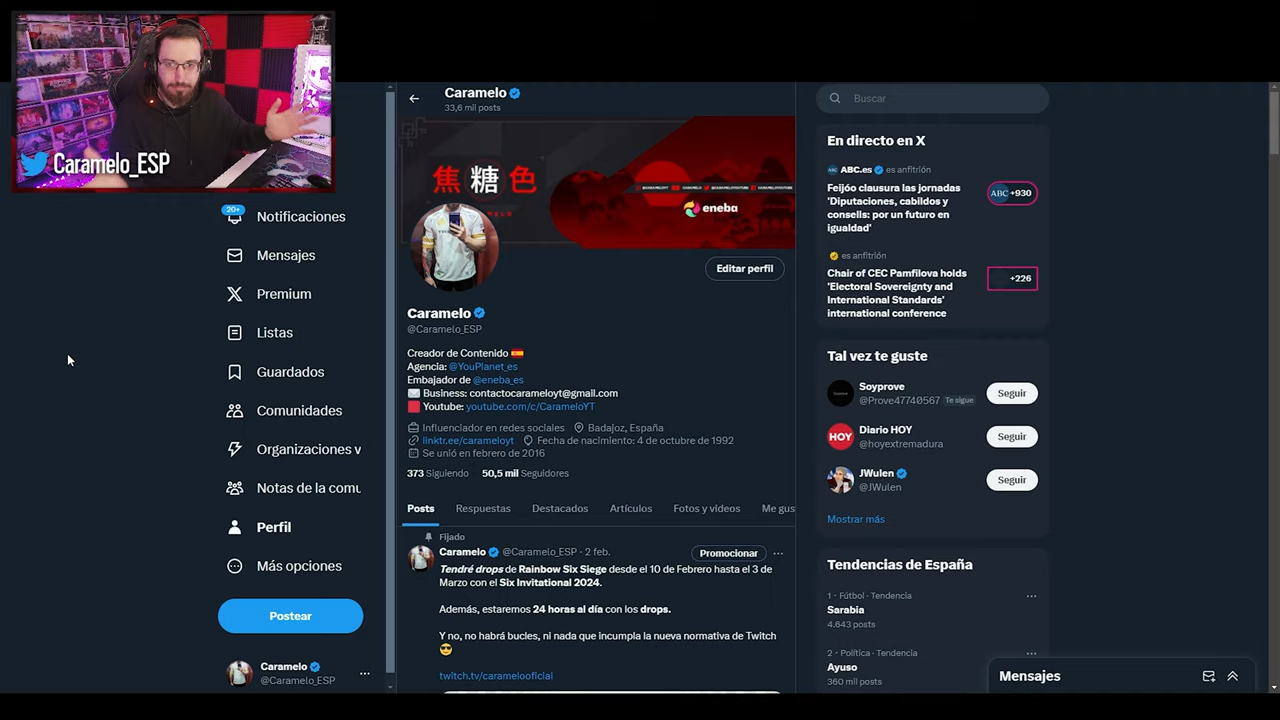 Caramelo_ESP
20+
Notificaciones
Mensajes
Premium
Listas
Guardados
Comunidades
Organizaciones v
Notas de la comu
Perfil
Más opciones
Postear
Caramelo
@Caramelo_ESP
Caramelo
33,6 mil posts
焦 糖 色
eneba
Editar perfil
Caramelo
@Caramelo_ESP
Creador de Contenido
Agencia: @YouPlanet_es
Embajador de @eneba_es
Business: contactocarameloyt@gmail.com
Youtube: youtube.com/c/CarameloYT
Influenciador en redes sociales Badajoz, España
linktr.ee/carameloyt Fecha de nacimiento: 4 de octubre de 1992
Se unió en febrero de 2016
373 Siguiendo 50,5 mil Seguidores
Posts Respuestas Destacados Artículos Fotos y videos Me gus
Fijado
Caramelo @Caramelo_ESP · 2 feb. Promocionar
Tendré drops de Rainbow Six Siege desde el 10 de Febrero hasta el 3 de
Marzo con el Six Invitational 2024.
Además, estaremos 24 horas al día con los drops.
Y no, no habrá bucles, ni nada que incumpla la nueva normativa de Twitch
twitch.tv/caramelooficial
Buscar
En directo en X
ABC.es es anfitrión
Feijóo clausura las jornadas
'Diputaciones, cabildos y
consells: por un futuro en
igualdad'
ABC +930
es anfitrión
Chair of CEC Pamfilova holds
'Electoral Sovereignty and
International Standards'
international conference
+226
Tal vez te guste
Soyprove
@Prove47740567 Te sigue
Seguir
Diario HOY
@hoyextremadura
HOY
Seguir
JWulen
@JWulen
Seguir
Mostrar más
Tendencias de España
1 · Fútbol · Tendencia
Sarabia
4.643 posts
2 · Política · Tendencia
Ayuso
360 mil posts
Mensajes